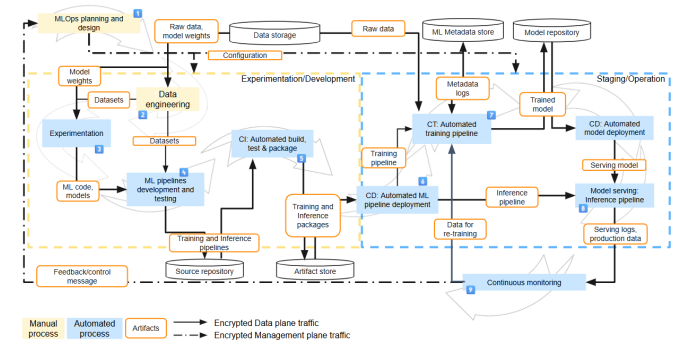 MLOps planning and
design
1
Raw data,
model weights
Data storage
Raw data
ML Metadata store
Model repository
Configuration
Experimentation/Development
Staging/Operation
Model
weights
Datasets
Data
engineering
2
Metadata
logs
Trained
model
Experimentation
3
Datasets
CI: Automated build,
test & package
5
CT: Automated
training pipeline
7
CD: Automated
model deployment
Training
pipeline
Serving model
ML code,
models
ML pipelines
development and
testing
4
Training and
Inference
packages
CD: Automated ML
pipeline deployment
6
Inference
pipeline
Model serving:
Inference pipeline
8
Training and inference
pipelines
Data for
re-training
Serving logs,
production data
Feedback/control
message
Source repository
Artifact store
Continuous monitoring
9
Manual
process
Automated
process
Artifacts
Encrypted Data plane traffic
Encrypted Management plane traffic